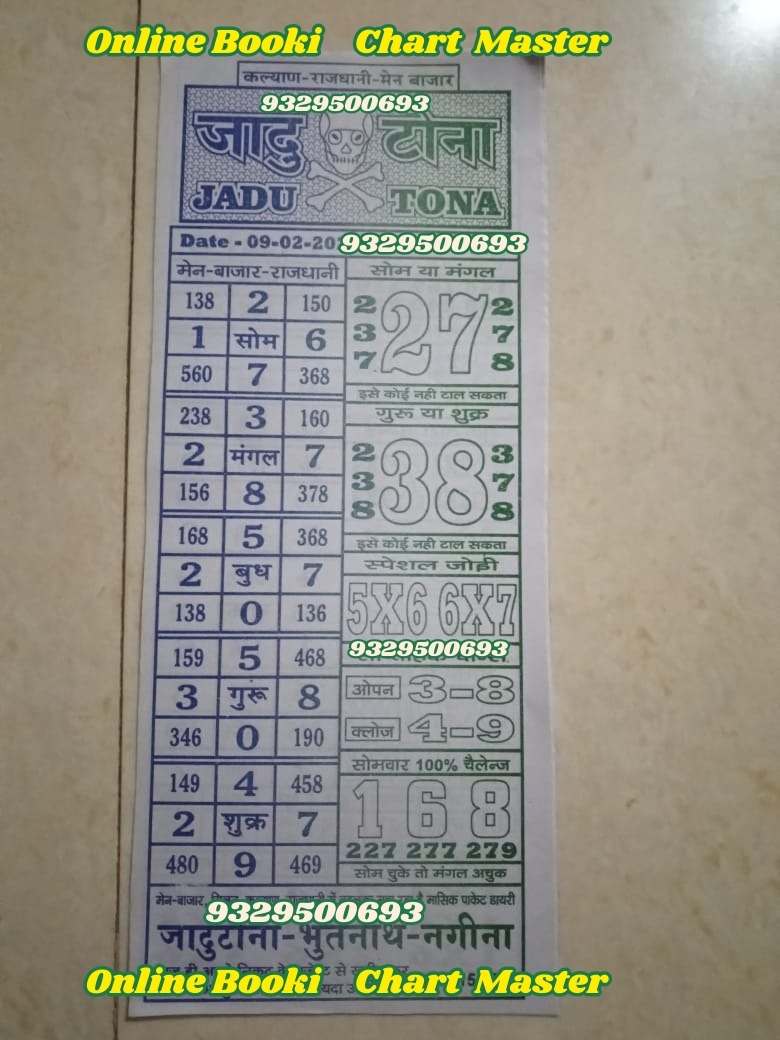 Online Booki Chart Master
कल्याण-राजधानी-मेन बाजार
9329500693
जादु टोना
JADU TONA
Date - 09-02-20 9329500693
मेन-बाजार-राजधानी
138 2 150
1 सोम 6
560 7 368
238 3 160
2 मंगल 7
156 8 378
168 5 368
2 बुध 7
138 0 136
159 5 468
3 गुरू 8
346 0 190
149 4 458
2 शुक्र 7
480 9 469
सोम या मंगल
2 2
3 27 7
7 8
इसे कोई नही टाल सकता
गुरू या शुक्र
2 3
3 38 7
8 8
इसे कोई नही टाल सकता
स्पेशल जोड़ी
5X6 6X7
9329500693
ओपन 3-8
क्लोज 4-9
सोमवार 100% चैलेन्ज
1 6 8
227 277 279
सोम चुके तो मंगल अचुक
मेन-बाजार, मासिक पाकेट डायरी
9329500693
जादुटोना-भुतनाथ-नगीना
Online Booki Chart Master